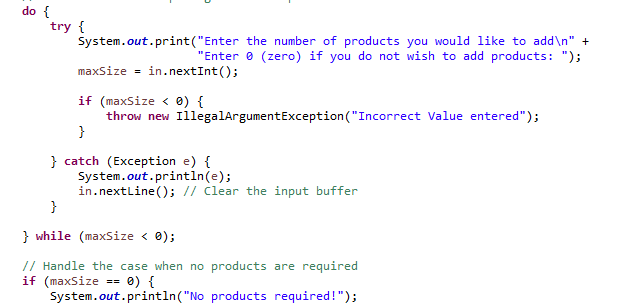 do {
    try {
        System.out.print("Enter the number of products you would like to add\n" +
                         "Enter 0 (zero) if you do not wish to add products: ");
        maxSize = in.nextInt();

        if (maxSize < 0) {
            throw new IllegalArgumentException("Incorrect Value entered");
        }

    } catch (Exception e) {
        System.out.println(e);
        in.nextLine(); // Clear the input buffer
    }

} while (maxSize < 0);

// Handle the case when no products are required
if (maxSize == 0) {
    System.out.println("No products required!");